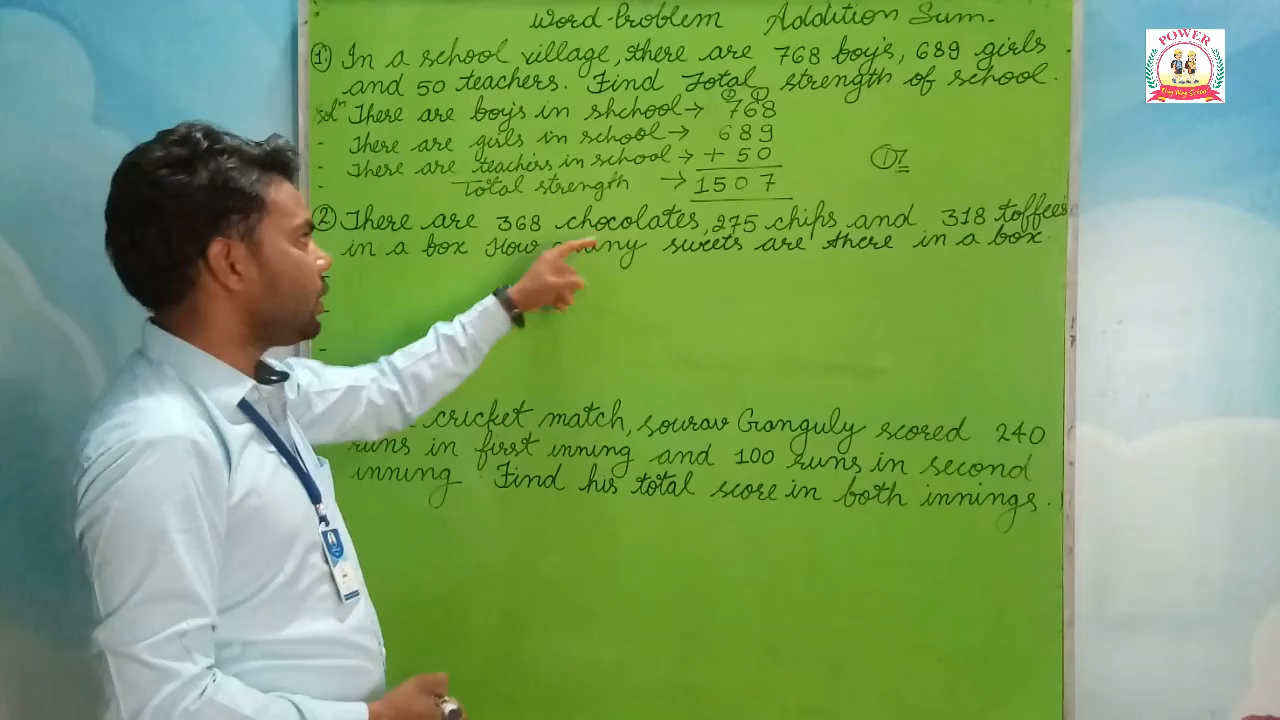 Word-Problem Addition Sum.
① In a school village, there are 768 boy's, 689 girls
and 50 teachers. Find Total strength of school.
Solⁿ There are boy's in shchool → 768
There are girls in school → 689
There are teachers in school → + 50
Total strength → 1507
② There are 368 chocolates, 275 chips and 318 toffees
in a box How many sweets are there in a box.
cricket match, sourav Ganguly scored 240
runs in first inning and 100 runs in second
inning. Find his total score in both innings.
POWER